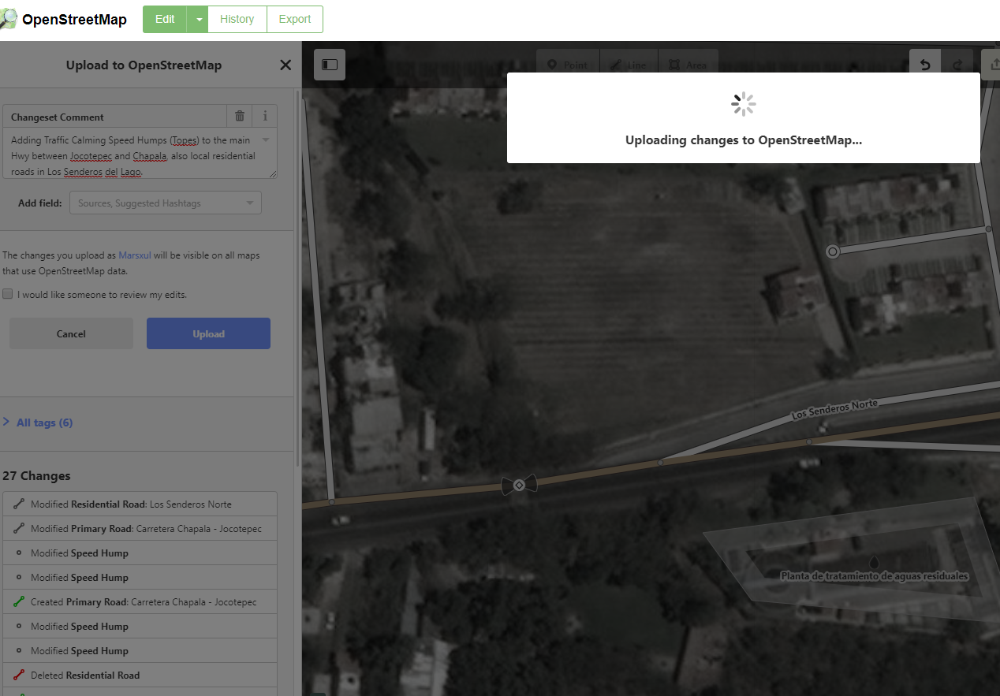 OpenStreetMap
Edit
History
Export
Upload to OpenStreetMap
Point
Line
Area
Uploading changes to OpenStreetMap...
Changeset Comment
Adding Traffic Calming Speed Humps (Topes) to the main
Hwy between Jocotepec and Chapala, also local residential
roads in Los Senderos del Lago.
Add field:
Sources, Suggested Hashtags
The changes you upload as Marsxul will be visible on all maps
that use OpenStreetMap data.
I would like someone to review my edits.
Cancel
Upload
All tags (6)
27 Changes
Modified Residential Road: Los Senderos Norte
Modified Primary Road: Carretera Chapala - Jocotepec
Modified Speed Hump
Modified Speed Hump
Created Primary Road: Carretera Chapala - Jocotepec
Modified Speed Hump
Modified Speed Hump
Deleted Residential Road
Los Senderos Norte
Planta de tratamiento de aguas residuales